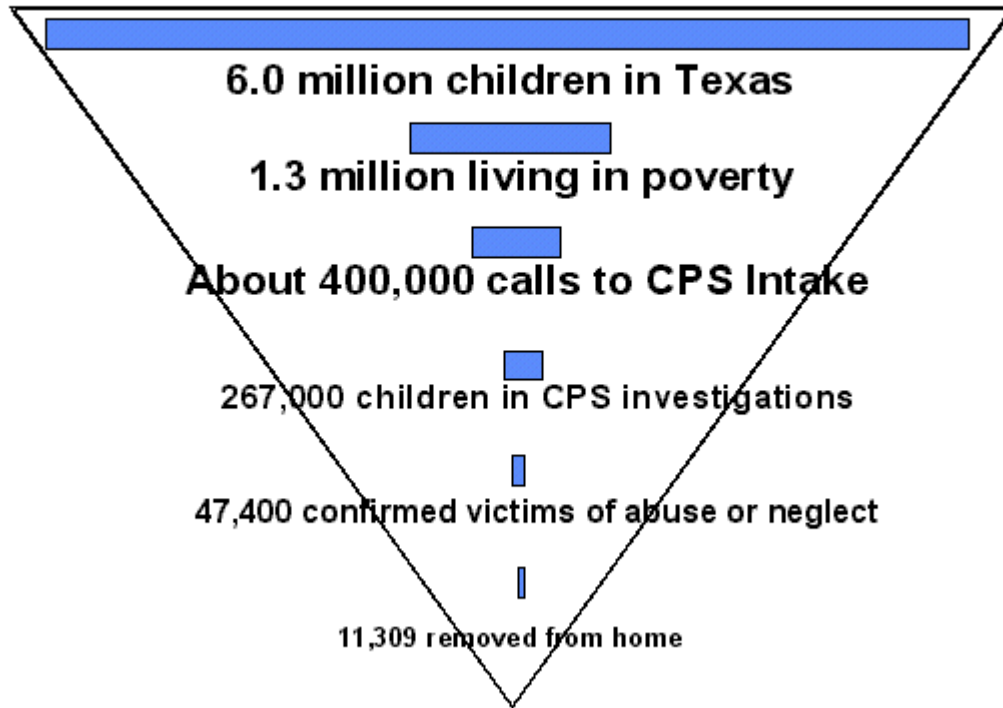 6.0 million children in Texas
1.3 million living in poverty
About 400,000 calls to CPS Intake
267,000 children in CPS investigations
47,400 confirmed victims of abuse or neglect
11,309 removed from home